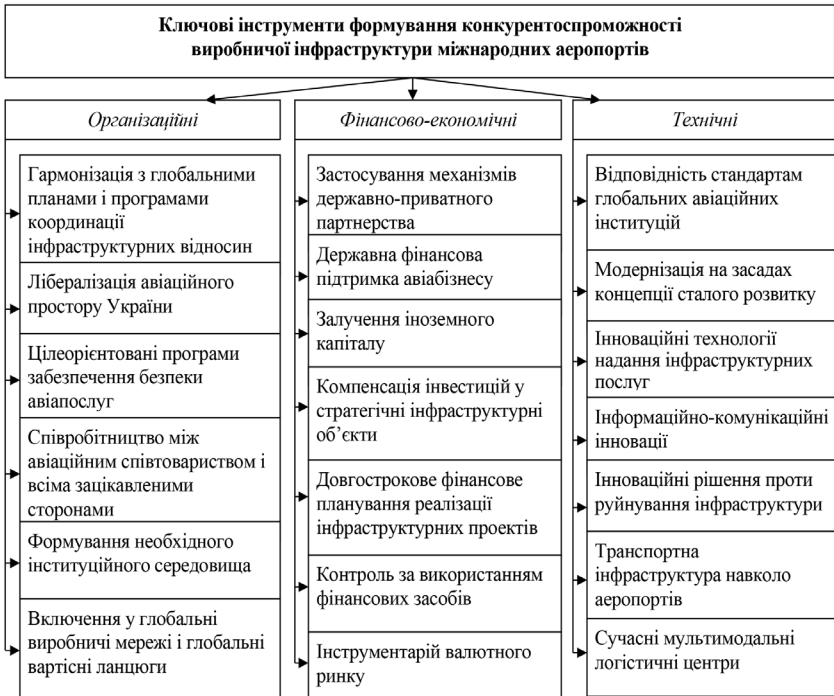 Ключові інструменти формування конкурентоспроможності
виробничої інфраструктури міжнародних аеропортів
Організаційні
Гармонізація з глобальними
планами і програмами
координації
інфраструктурних відносин
Лібералізація авіаційного
простору України
Цілеорієнтовані програми
забезпечення безпеки
авіапослуг
Співробітництво між
авіаційним співтовариством і
всіма зацікавленими
сторонами
Формування необхідного
інституційного середовища
Включення у глобальні
виробничі мережі і глобальні
вартісні ланцюги
Фінансово-економічні
Застосування механізмів
державно-приватного
партнерства
Державна фінансова
підтримка авіабізнесу
Залучення іноземного
капіталу
Компенсація інвестицій у
стратегічні інфраструктурні
об’єкти
Довгострокове фінансове
планування реалізації
інфраструктурних проектів
Контроль за використанням
фінансових засобів
Інструментарій валютного
ринку
Технічні
Відповідність стандартам
глобальних авіаційних
інституцій
Модернізація на засадах
концепції сталого розвитку
Інноваційні технології
надання інфраструктурних
послуг
Інформаційно-комунікаційні
інновації
Інноваційні рішення проти
руйнування інфраструктури
Транспортна
інфраструктура навколо
аеропортів
Сучасні мультимодальні
логістичні центри